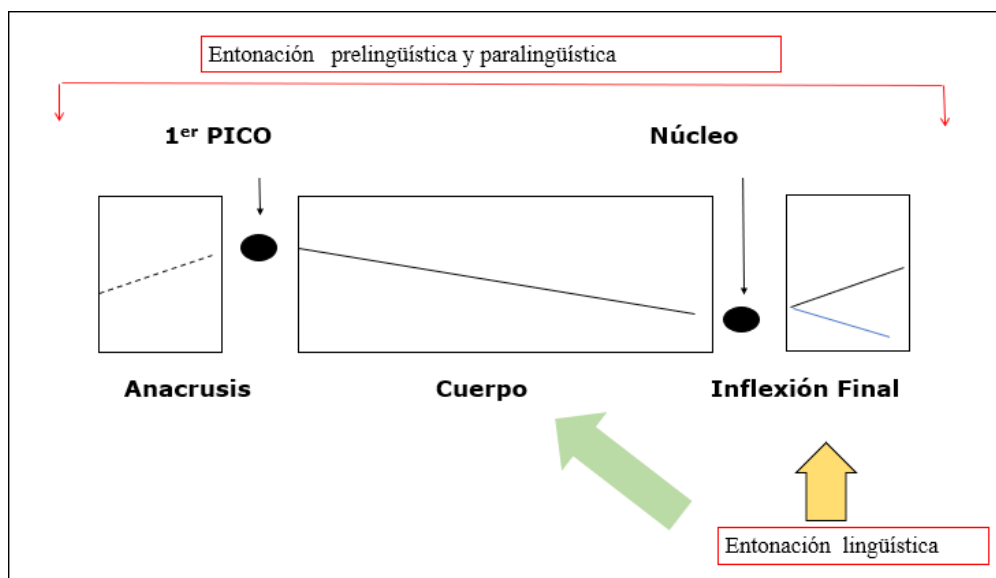 Entonación prelingüística y paralingüística
1er PICO
Núcleo
Anacrusis
Cuerpo
Inflexión Final
Entonación lingüística